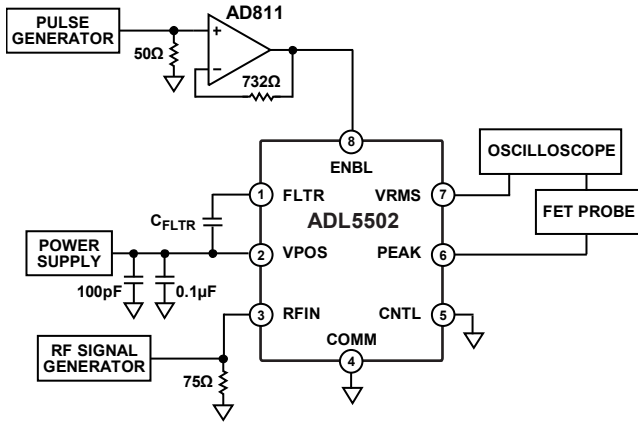 PULSE
GENERATOR
AD811
50Ω
+
−
732Ω
8
ENBL
OSCILLOSCOPE
1
FLTR
VRMS
7
C_FLTR
ADL5502
FET PROBE
POWER
SUPPLY
2
VPOS
PEAK
6
100pF
0.1µF
3
RFIN
CNTL
5
COMM
4
RF SIGNAL
GENERATOR
75Ω